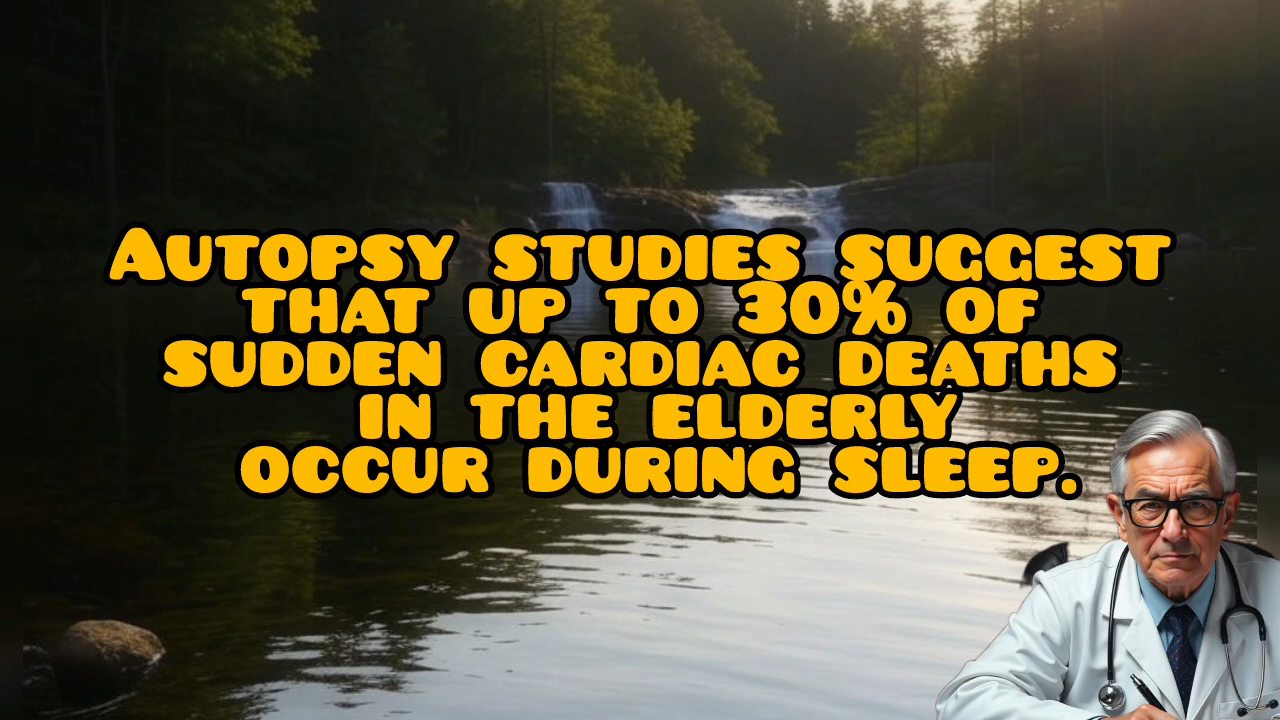 Autopsy studies suggest
that up to 30% of
sudden cardiac deaths
in the elderly
occur during sleep.